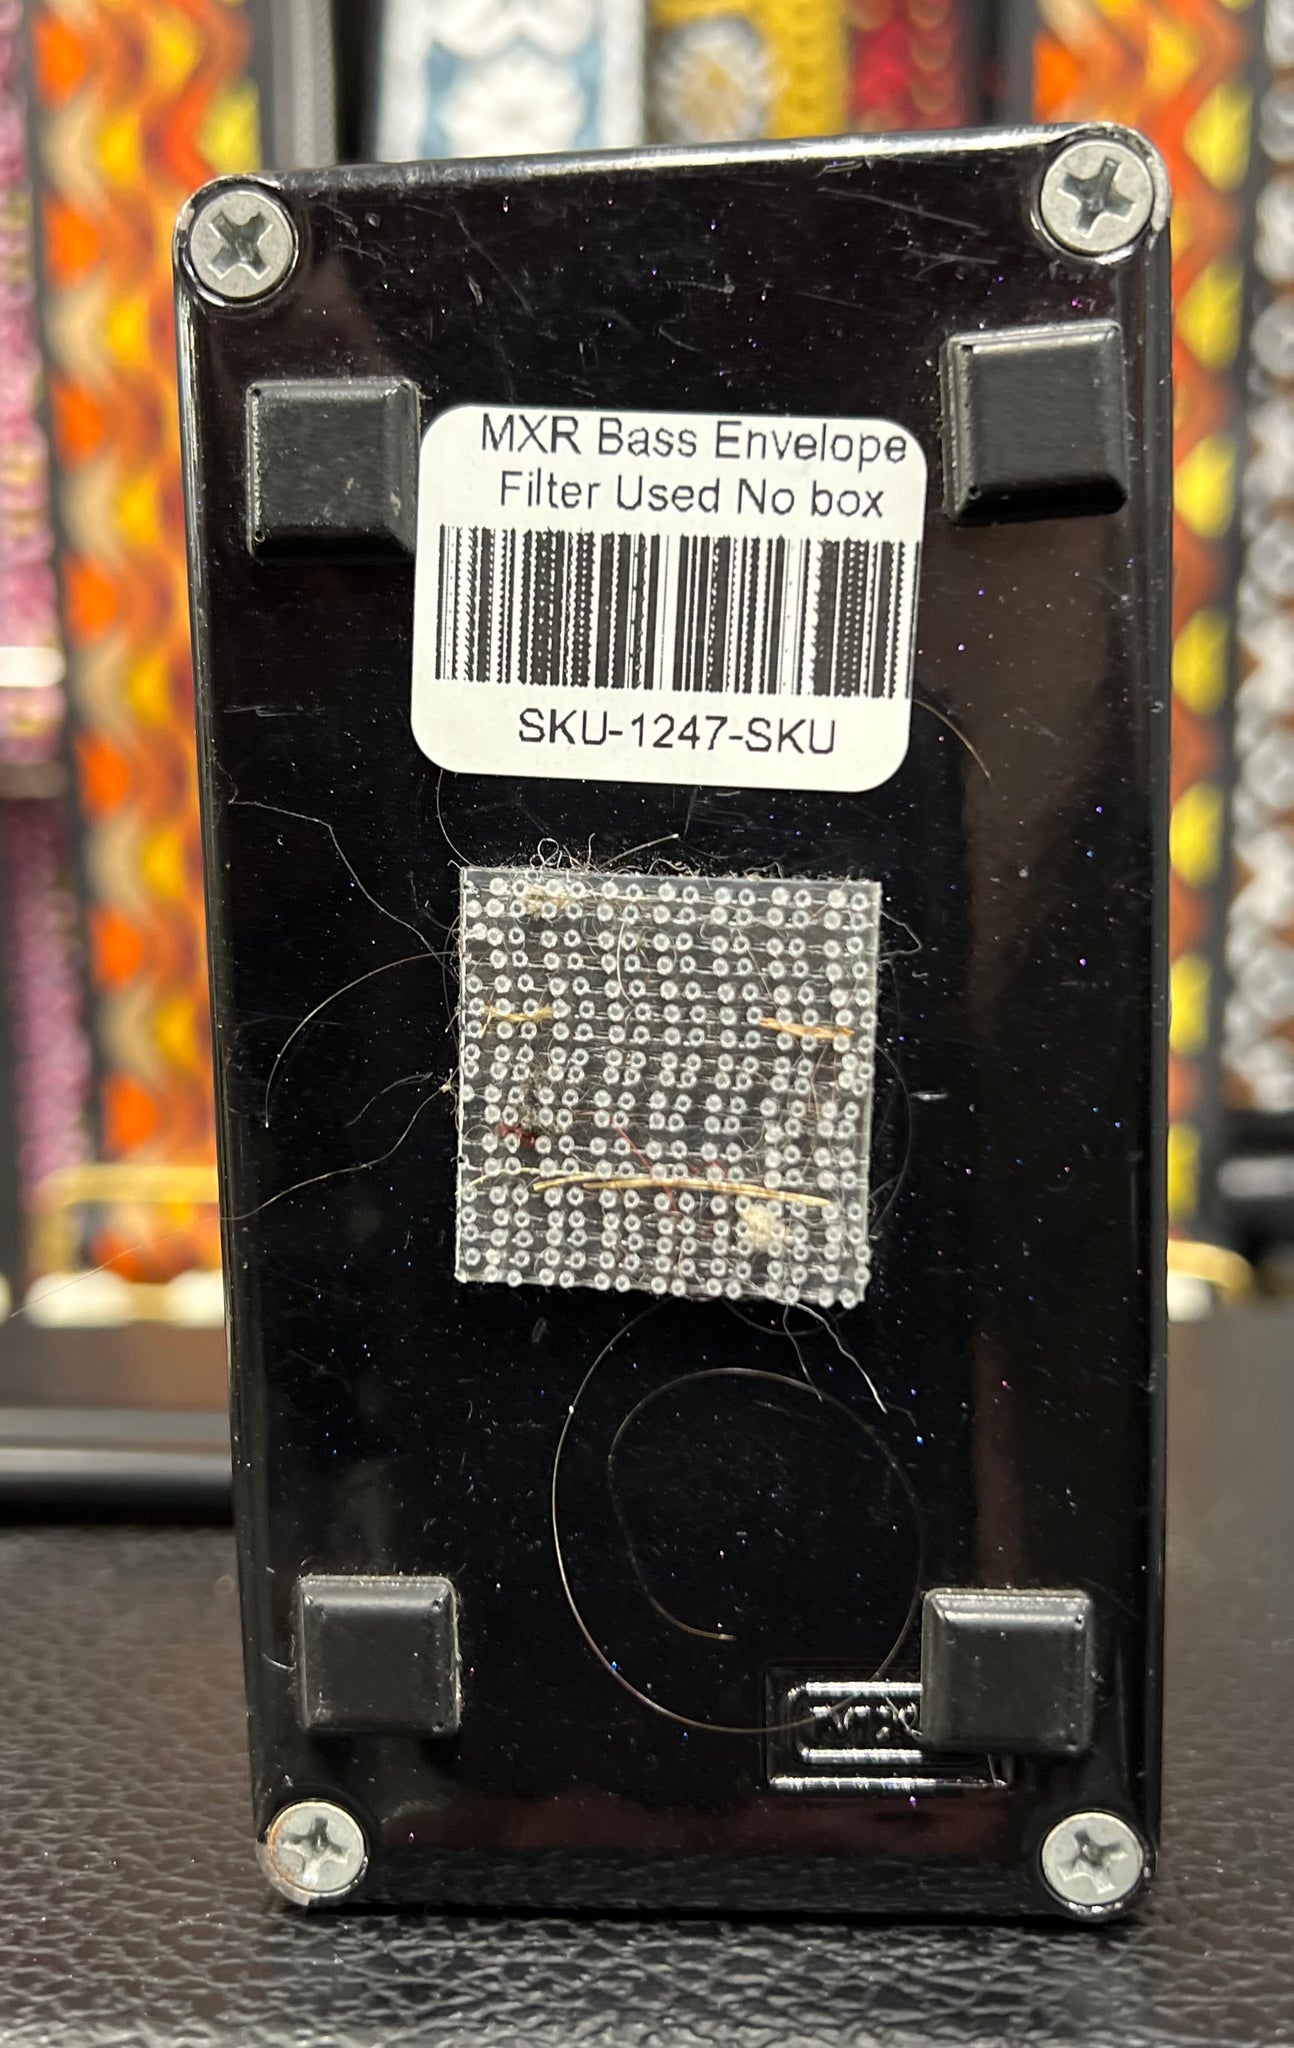 MXR Bass Envelope
Filter Used No box
SKU-1247-SKU